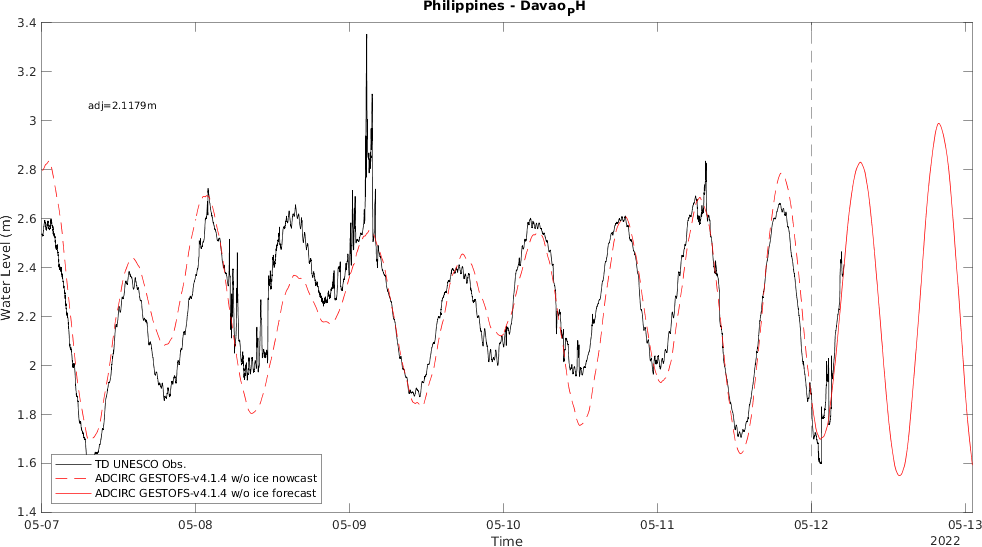 Philippines - DavaopH
3.4
3.2
3
2.8
2.6
2.4
2.2
2
1.8
1.6
1.4
Water Level (m)
adj=2.1179m
TD UNESCO Obs.
ADCIRC GESTOFS-v4.1.4 w/o ice nowcast
ADCIRC GESTOFS-v4.1.4 w/o ice forecast
05-07 05-08 05-09 05-10 05-11 05-12 05-13
Time
2022